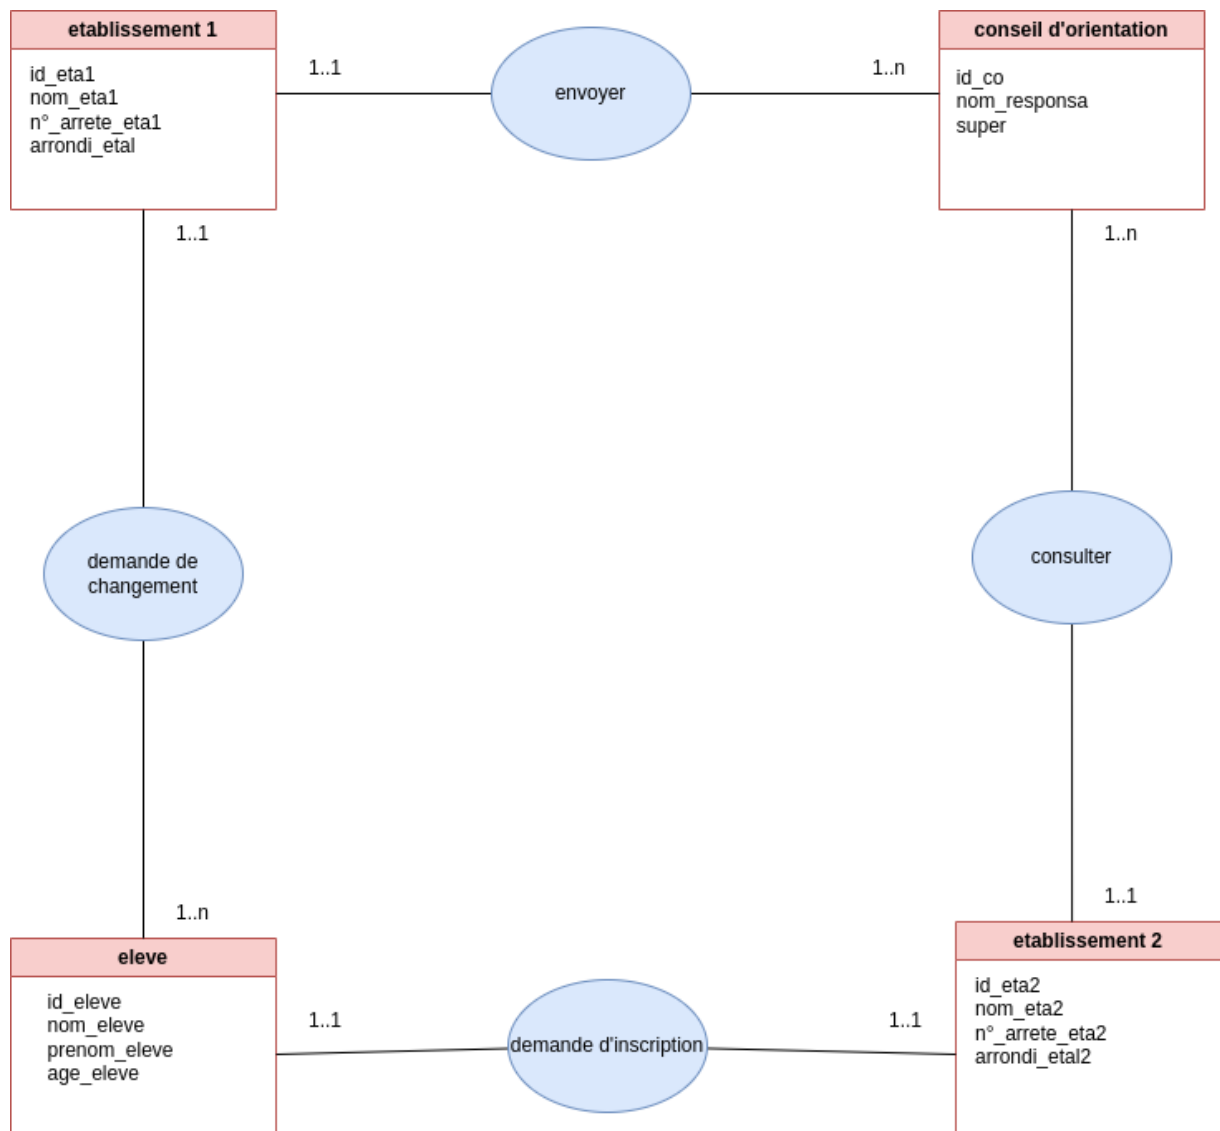 etablissement 1
id_eta1
nom_eta1
n°_arrete_eta1
arrondi_etal
1..1
envoyer
1..n
conseil d'orientation
id_co
nom_responsa
super
1..1
1..n
demande de
changement
consulter
1..n
1..1
eleve
id_eleve
nom_eleve
prenom_eleve
age_eleve
1..1
demande d'inscription
1..1
etablissement 2
id_eta2
nom_eta2
n°_arrete_eta2
arrondi_etal2